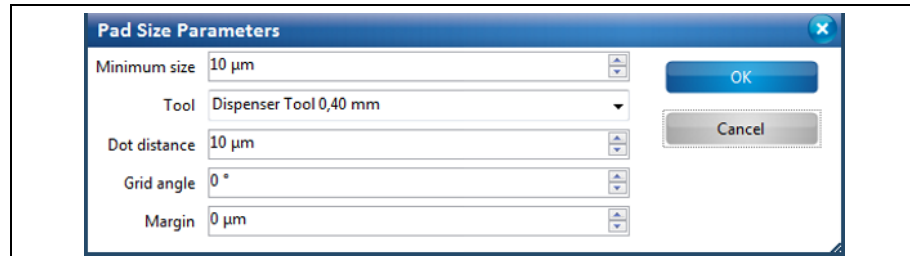 Pad Size Parameters
Minimum size 10 µm
OK
Tool Dispenser Tool 0,40 mm
Cancel
Dot distance 10 µm
Grid angle 0 °
Margin 0 µm